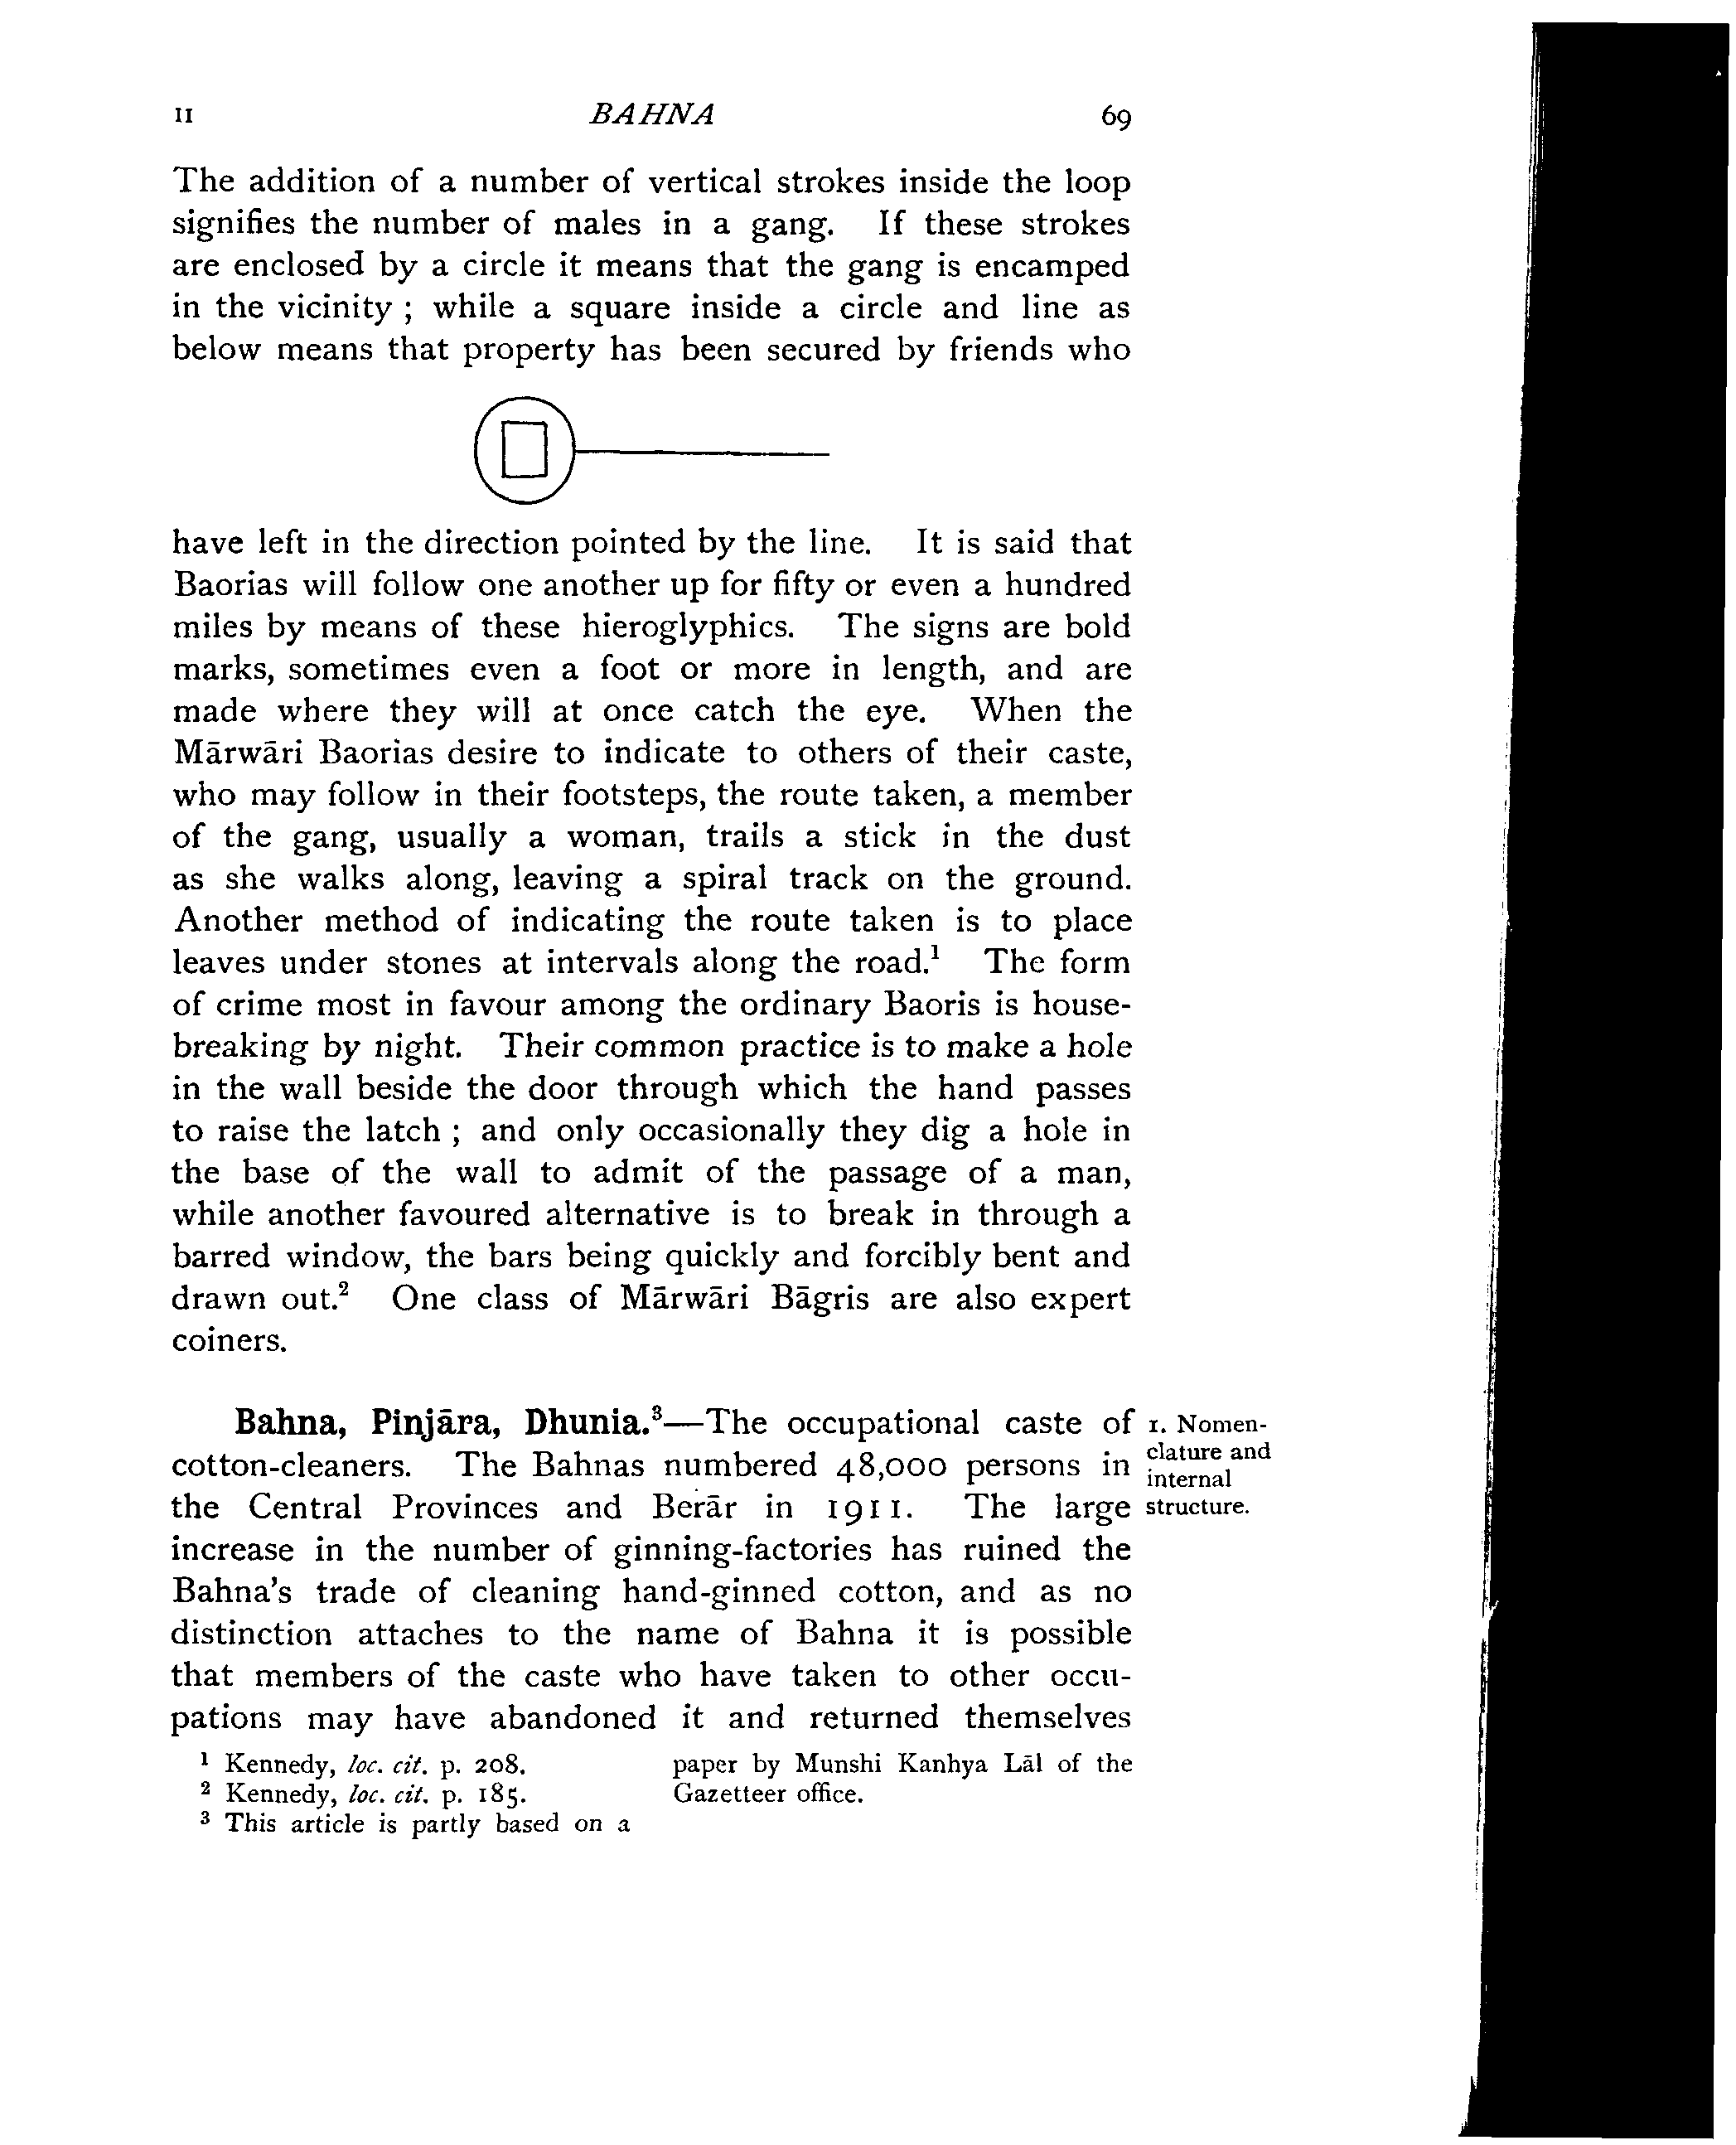 II BAHNA 69
The addition of a number of vertical strokes inside the loop
signifies the number of males in a gang. If these strokes
are enclosed by a circle it means that the gang is encamped
in the vicinity ; while a square inside a circle and line as
below means that property has been secured by friends who
have left in the direction pointed by the line. It is said that
Baorias will follow one another up for fifty or even a hundred
miles by means of these hieroglyphics. The signs are bold
marks, sometimes even a foot or more in length, and are
made where they will at once catch the eye. When the
Mārwāri Baorias desire to indicate to others of their caste,
who may follow in their footsteps, the route taken, a member
of the gang, usually a woman, trails a stick in the dust
as she walks along, leaving a spiral track on the ground.
Another method of indicating the route taken is to place
leaves under stones at intervals along the road.¹ The form
of crime most in favour among the ordinary Baoris is house-
breaking by night. Their common practice is to make a hole
in the wall beside the door through which the hand passes
to raise the latch ; and only occasionally they dig a hole in
the base of the wall to admit of the passage of a man,
while another favoured alternative is to break in through a
barred window, the bars being quickly and forcibly bent and
drawn out.² One class of Mārwāri Bāgris are also expert
coiners.
Bahna, Pinjāra, Dhunia.³—The occupational caste of
cotton-cleaners. The Bahnas numbered 48,000 persons in
the Central Provinces and Berār in 1911. The large
increase in the number of ginning-factories has ruined the
Bahna's trade of cleaning hand-ginned cotton, and as no
distinction attaches to the name of Bahna it is possible
that members of the caste who have taken to other occu-
pations may have abandoned it and returned themselves
1. Nomen-
clature and
internal
structure.
¹ Kennedy, loc. cit. p. 208.
² Kennedy, loc. cit. p. 185.
³ This article is partly based on a
paper by Munshi Kanhya Lāl of the
Gazetteer office.